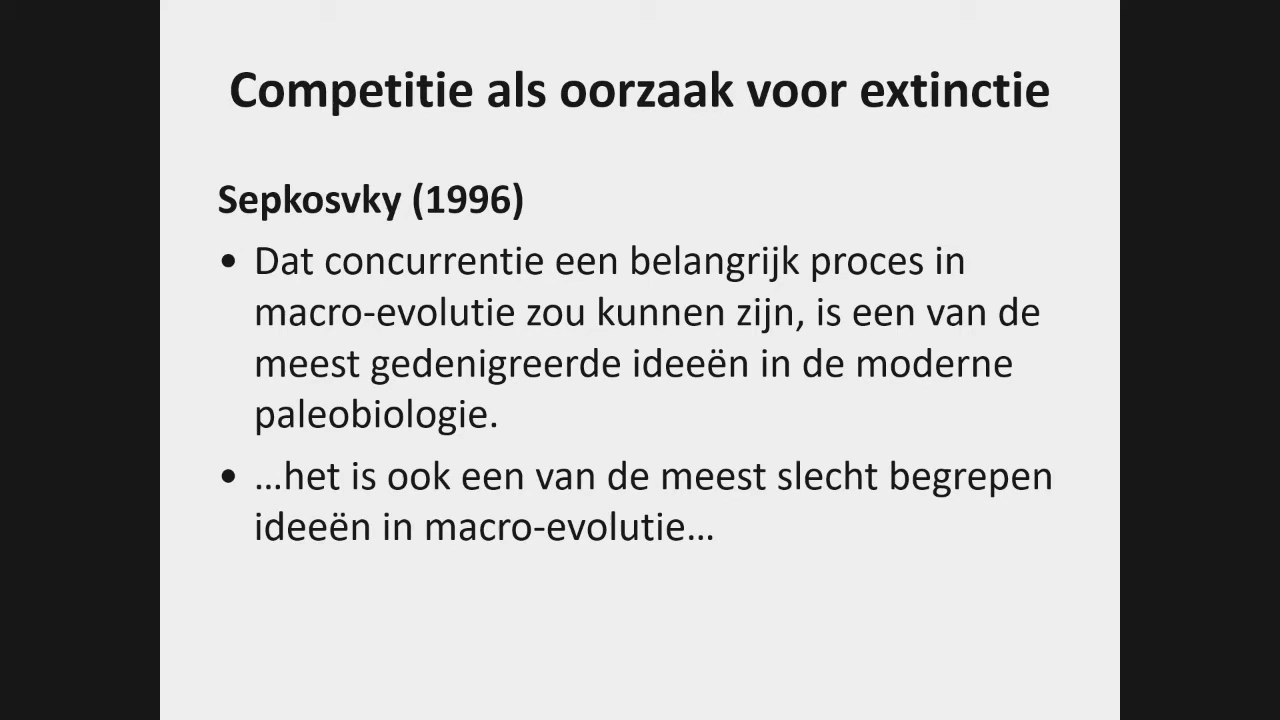 Competitie als oorzaak voor extinctie
Sepkosvky (1996)
• Dat concurrentie een belangrijk proces in
macro-evolutie zou kunnen zijn, is een van de
meest gedenigreerde ideeën in de moderne
paleobiologie.
• …het is ook een van de meest slecht begrepen
ideeën in macro-evolutie…